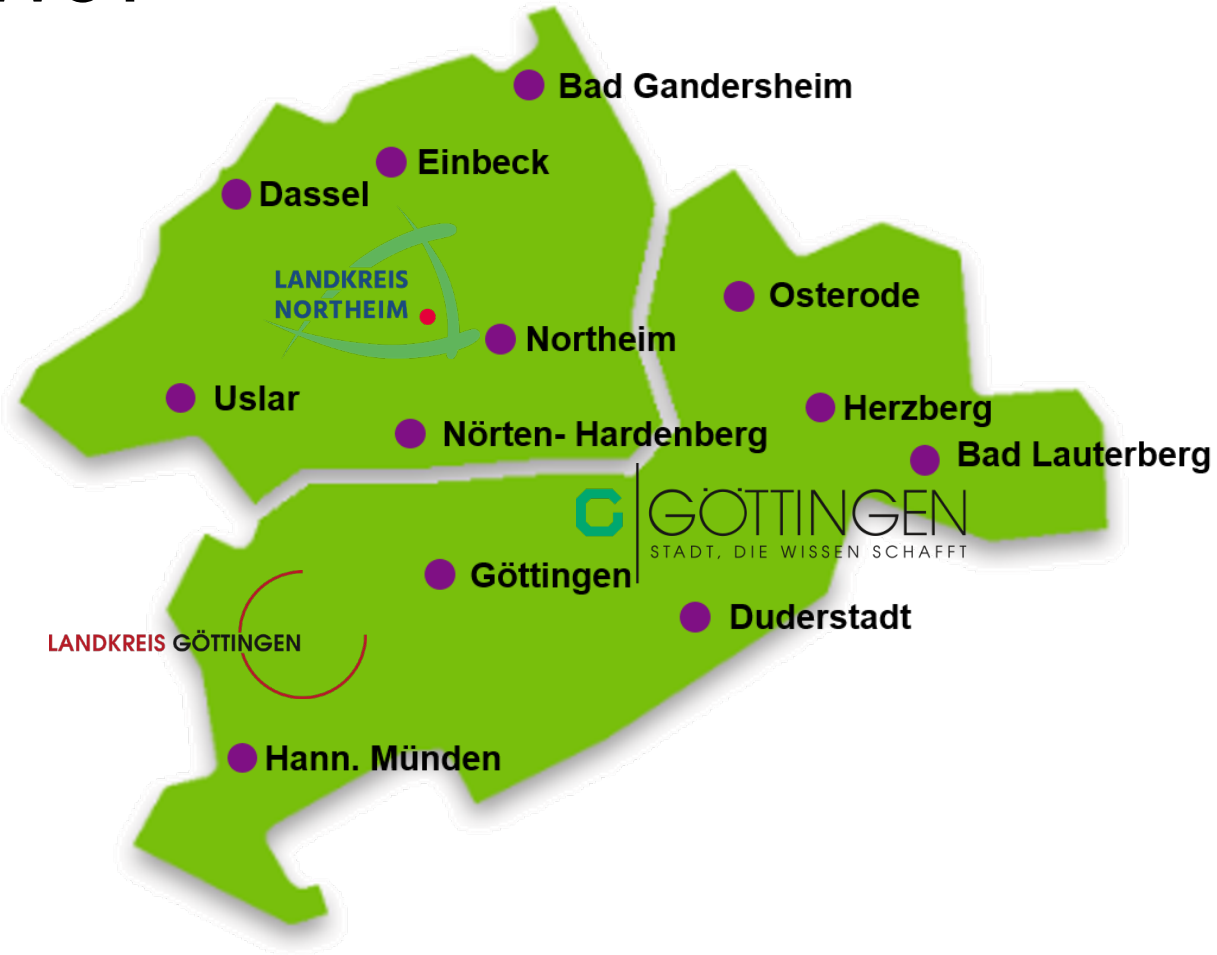 Bad Gandersheim
Einbeck
Dassel
LANDKREIS
NORTHEIM
Osterode
Northeim
Uslar
Herzberg
Nörten- Hardenberg
Bad Lauterberg
GÖTTINGEN
STADT, DIE WISSEN SCHAFFT
Göttingen
Duderstadt
LANDKREIS GÖTTINGEN
Hann. Münden